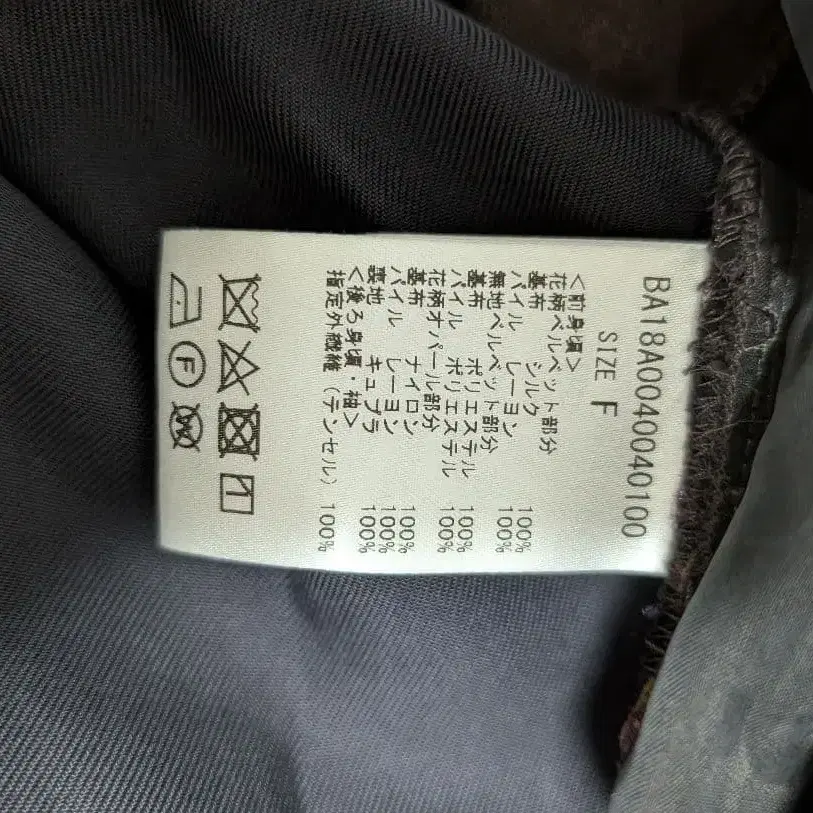 BA18A0040040100
SIZE F
<前身頃>
花柄ベルベット部分
基布 シルク 100%
パイル レーヨン 100%
無地ベルベット部分
基布 ポリエステル 100%
パイル ポリエステル 100%
花柄オパール部分
基布 ナイロン 100%
パイル レーヨン 100%
裏地 キュプラ 100%
<後ろ身頃・袖>
指定外繊維(テンセル) 100%
F W